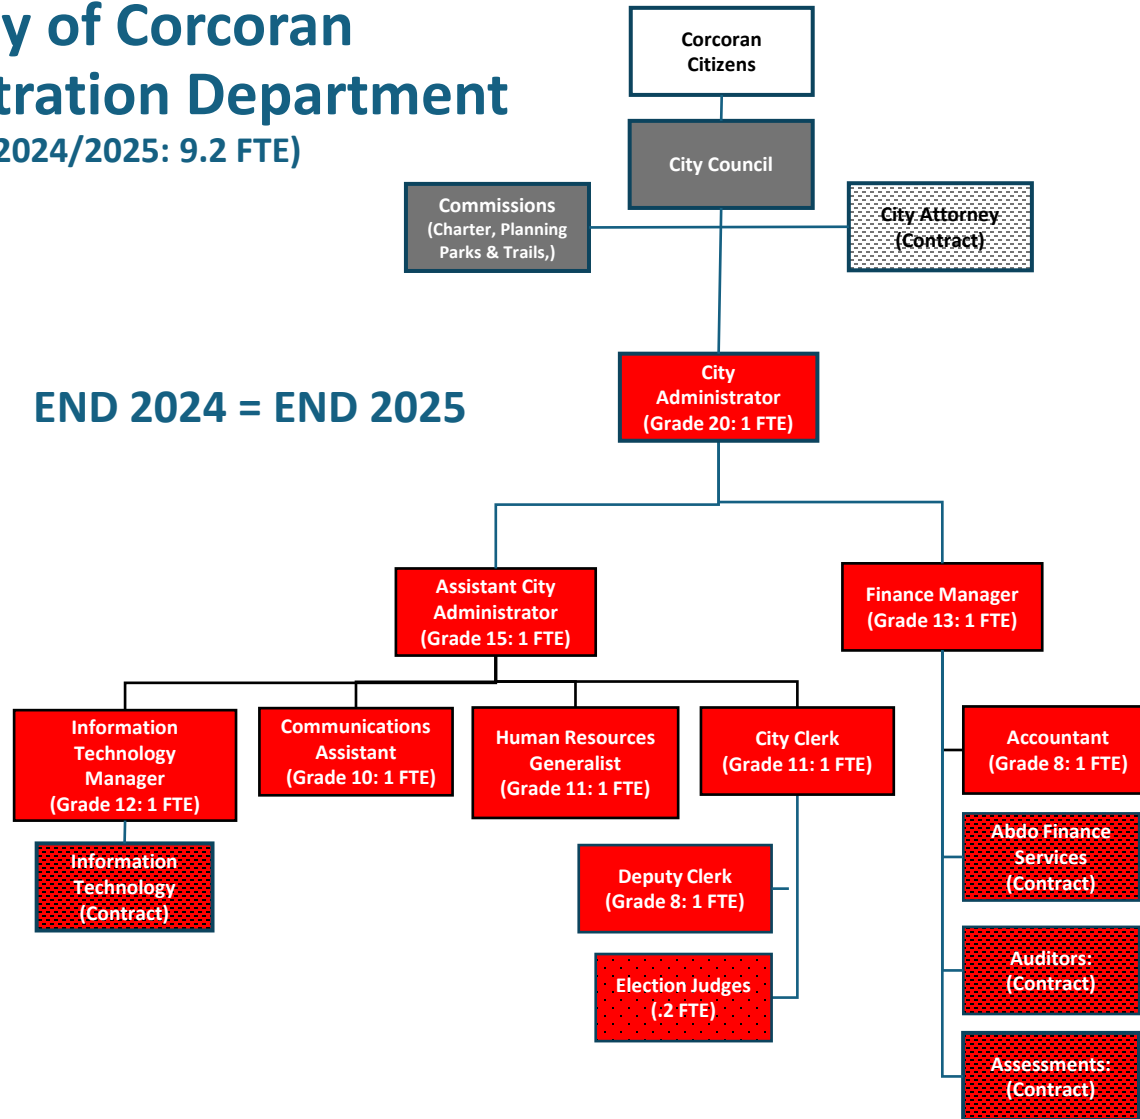 y of Corcoran
tration Department
2024/2025: 9.2 FTE)
Corcoran
Citizens
City Council
Commissions
(Charter, Planning
Parks & Trails,)
City Attorney
(Contract)
City
Administrator
(Grade 20: 1 FTE)
END 2024 = END 2025
Assistant City
Administrator
(Grade 15: 1 FTE)
Finance Manager
(Grade 13: 1 FTE)
Information
Technology
Manager
(Grade 12: 1 FTE)
Communications
Assistant
(Grade 10: 1 FTE)
Human Resources
Generalist
(Grade 11: 1 FTE)
City Clerk
(Grade 11: 1 FTE)
Accountant
(Grade 8: 1 FTE)
Information
Technology
(Contract)
Deputy Clerk
(Grade 8: 1 FTE)
Abdo Finance
Services
(Contract)
Election Judges
(.2 FTE)
Auditors:
(Contract)
Assessments:
(Contract)